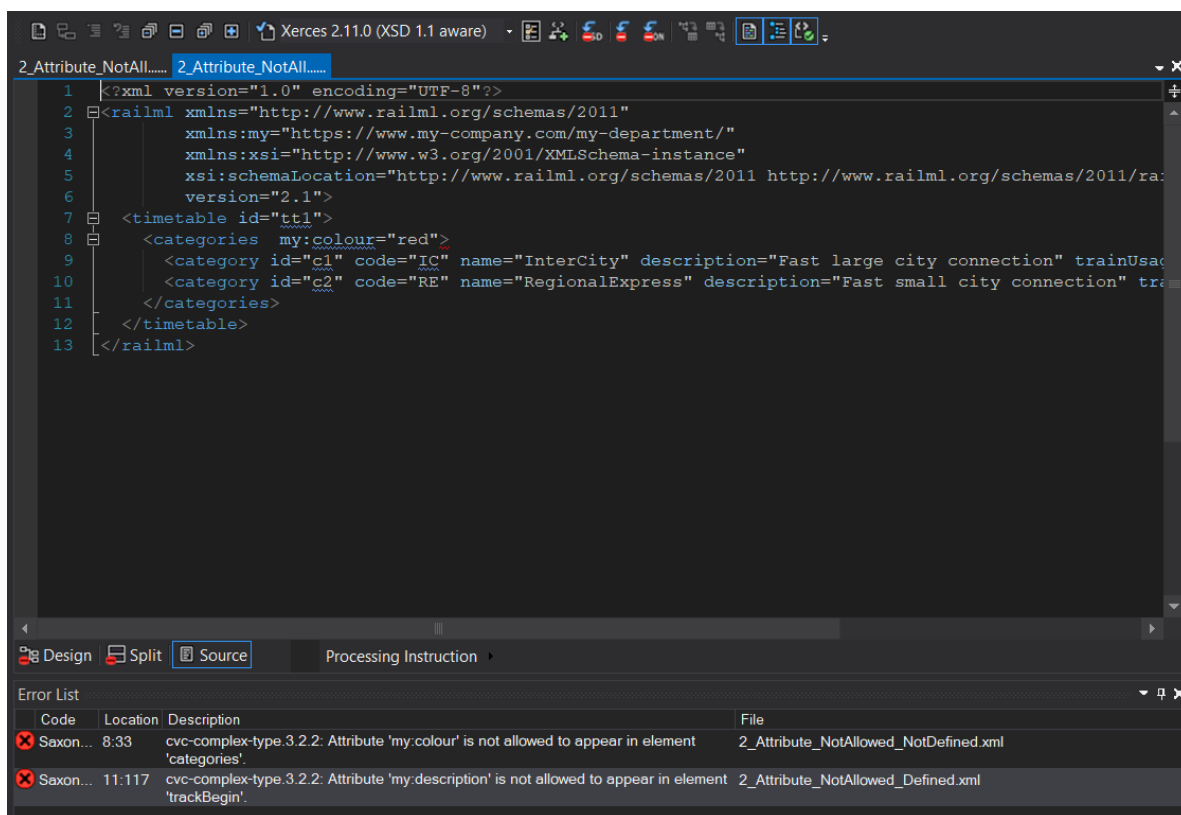 Xerces 2.11.0 (XSD 1.1 aware)
2_Attribute_NotAll...... 2_Attribute_NotAll......
1 <?xml version="1.0" encoding="UTF-8"?>
2 <railml xmlns="http://www.railml.org/schemas/2011"
3 xmlns:my="https://www.my-company.com/my-department/"
4 xmlns:xsi="http://www.w3.org/2001/XMLSchema-instance"
5 xsi:schemaLocation="http://www.railml.org/schemas/2011 http://www.railml.org/schemas/2011/rai
6 version="2.1">
7 <timetable id="tt1">
8 <categories  my:colour="red">
9 <category id="c1" code="IC" name="InterCity" description="Fast large city connection" trainUsag
10 <category id="c2" code="RE" name="RegionalExpress" description="Fast small city connection" tra
11 </categories>
12 </timetable>
13 </railml>
Design Split Source Processing Instruction
Error List
Code Location Description File
Saxon... 8:33 cvc-complex-type.3.2.2: Attribute 'my:colour' is not allowed to appear in element 2_Attribute_NotAllowed_NotDefined.xml
'categories'.
Saxon... 11:117 cvc-complex-type.3.2.2: Attribute 'my:description' is not allowed to appear in element 2_Attribute_NotAllowed_Defined.xml
'trackBegin'.